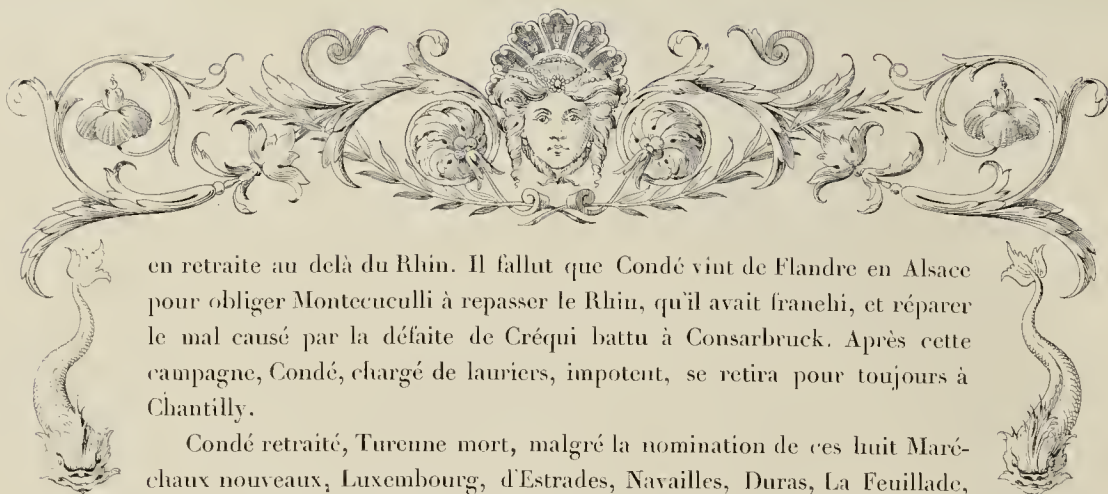 en retraite au delà du Rhin. Il fallut que Condé vint de Flandre en Alsace
pour obliger Montecuculli à repasser le Rhin, qu'il avait franchi, et réparer
le mal causé par la défaite de Créqui battu à Consarbruck. Après cette
campagne, Condé, chargé de lauriers, impotent, se retira pour toujours à
Chantilly.
Condé retraité, Turenne mort, malgré la nomination de ces huit Maré-
chaux nouveaux, Luxembourg, d'Estrades, Navailles, Duras, La Feuillade,